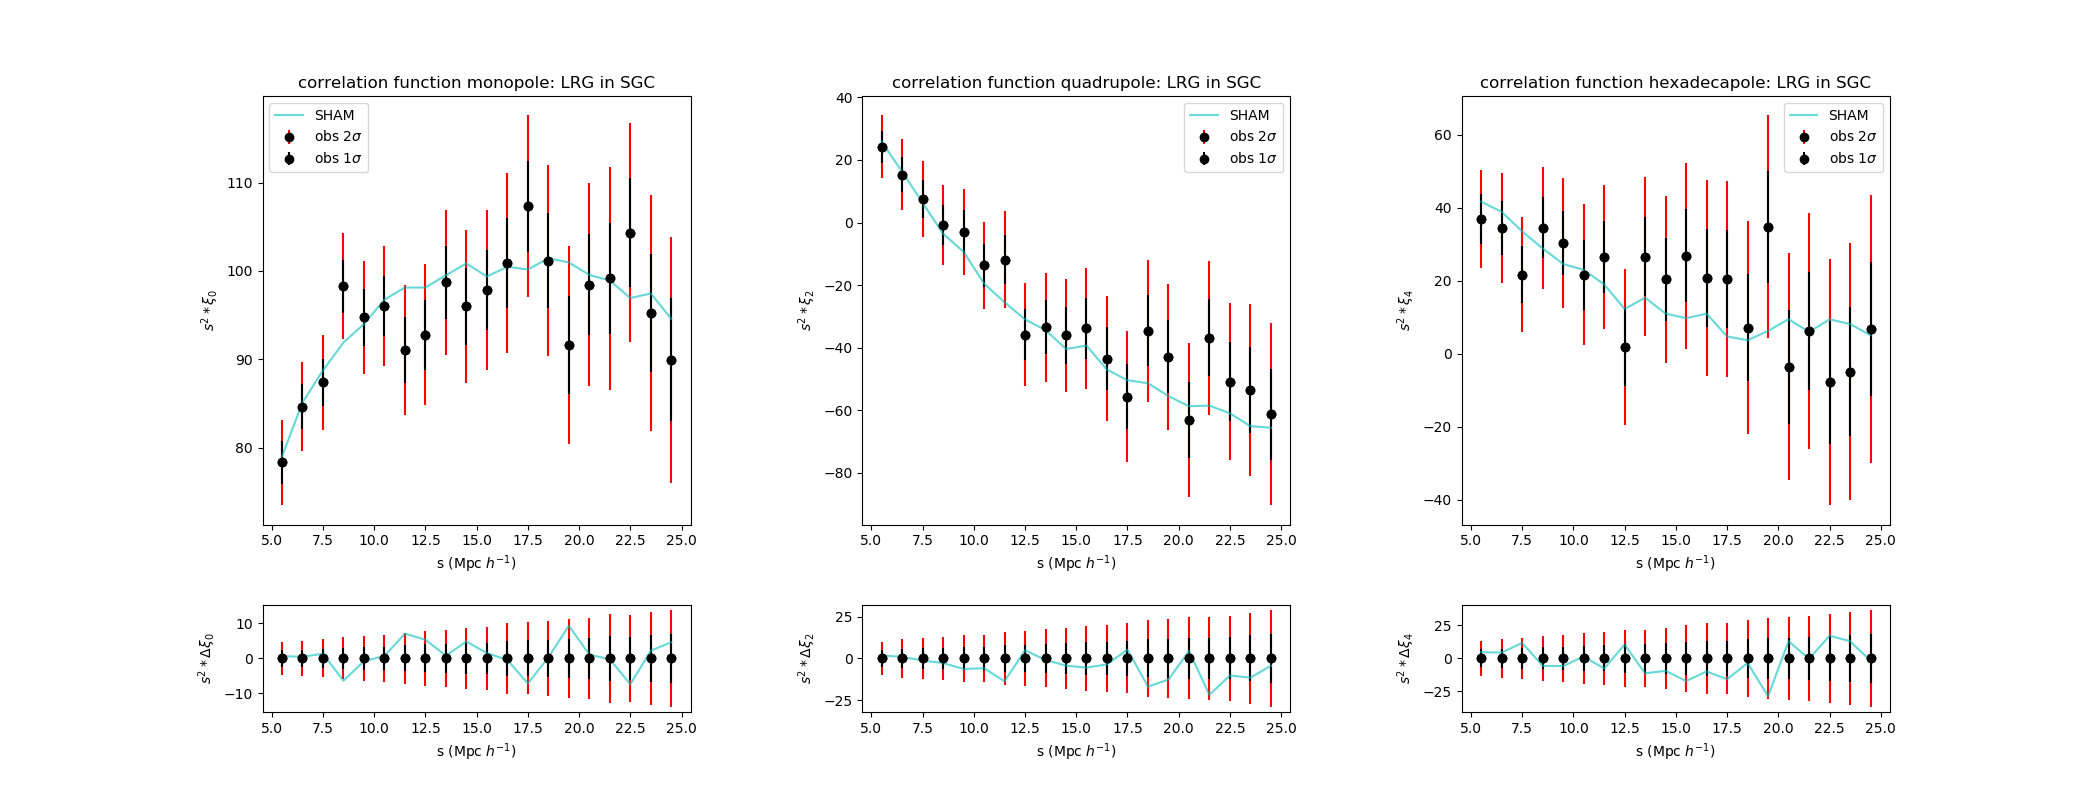 correlation function monopole: LRG in SGC
SHAM
obs 2σ
obs 1σ
110
100
90
80
s² * ξ₀
5.0 7.5 10.0 12.5 15.0 17.5 20.0 22.5 25.0
s (Mpc h⁻¹)
correlation function quadrupole: LRG in SGC
SHAM
obs 2σ
obs 1σ
40
20
0
−20
−40
−60
−80
s² * ξ₂
5.0 7.5 10.0 12.5 15.0 17.5 20.0 22.5 25.0
s (Mpc h⁻¹)
correlation function hexadecapole: LRG in SGC
SHAM
obs 2σ
obs 1σ
60
40
20
0
−20
−40
s² * ξ₄
5.0 7.5 10.0 12.5 15.0 17.5 20.0 22.5 25.0
s (Mpc h⁻¹)
10
0
−10
s² * Δξ₀
5.0 7.5 10.0 12.5 15.0 17.5 20.0 22.5 25.0
s (Mpc h⁻¹)
25
0
−25
s² * Δξ₂
5.0 7.5 10.0 12.5 15.0 17.5 20.0 22.5 25.0
s (Mpc h⁻¹)
25
0
−25
s² * Δξ₄
5.0 7.5 10.0 12.5 15.0 17.5 20.0 22.5 25.0
s (Mpc h⁻¹)